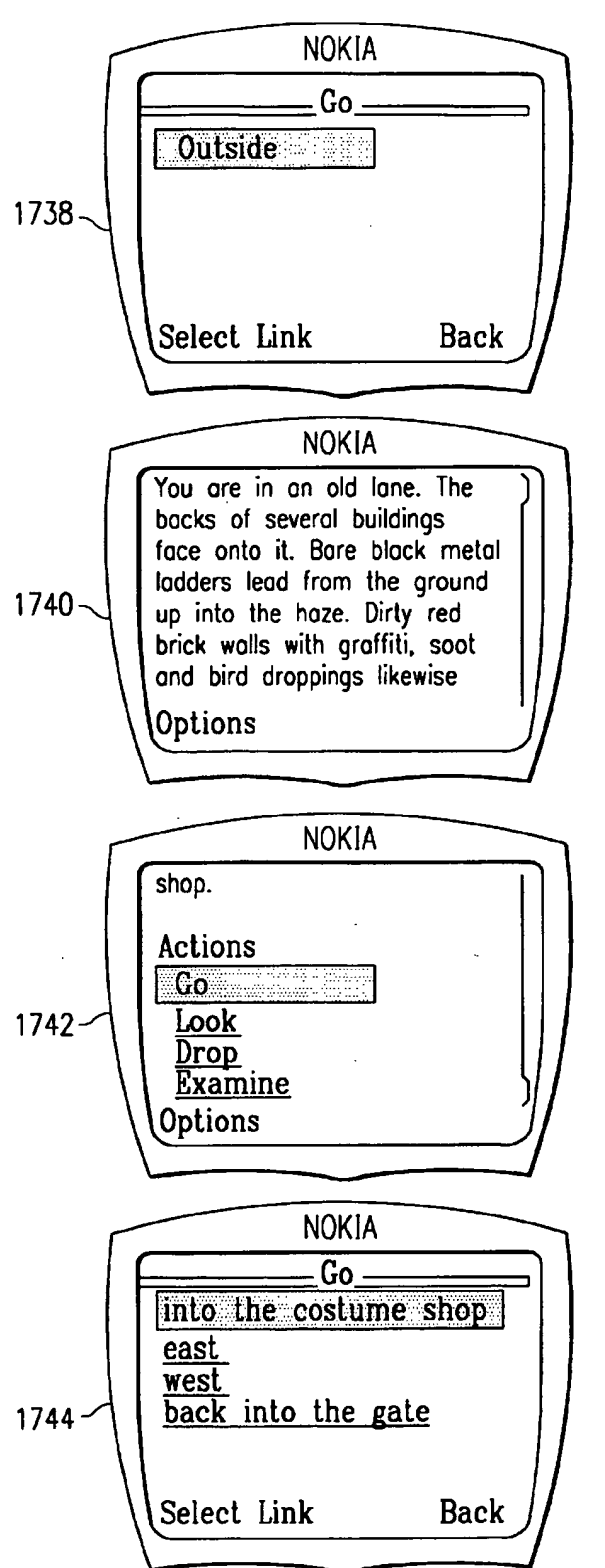 NOKIA
Go
Outside
1738
Select Link Back
NOKIA
You are in an old lane. The
backs of several buildings
face onto it. Bare black metal
ladders lead from the ground
1740
up into the haze. Dirty red
brick walls with graffiti, soot
and bird droppings likewise
Options
NOKIA
shop.
Actions
Go
1742
Look
Drop
Examine
Options
NOKIA
Go
into the costume shop
east
west
1744
back into the gate
Select Link Back